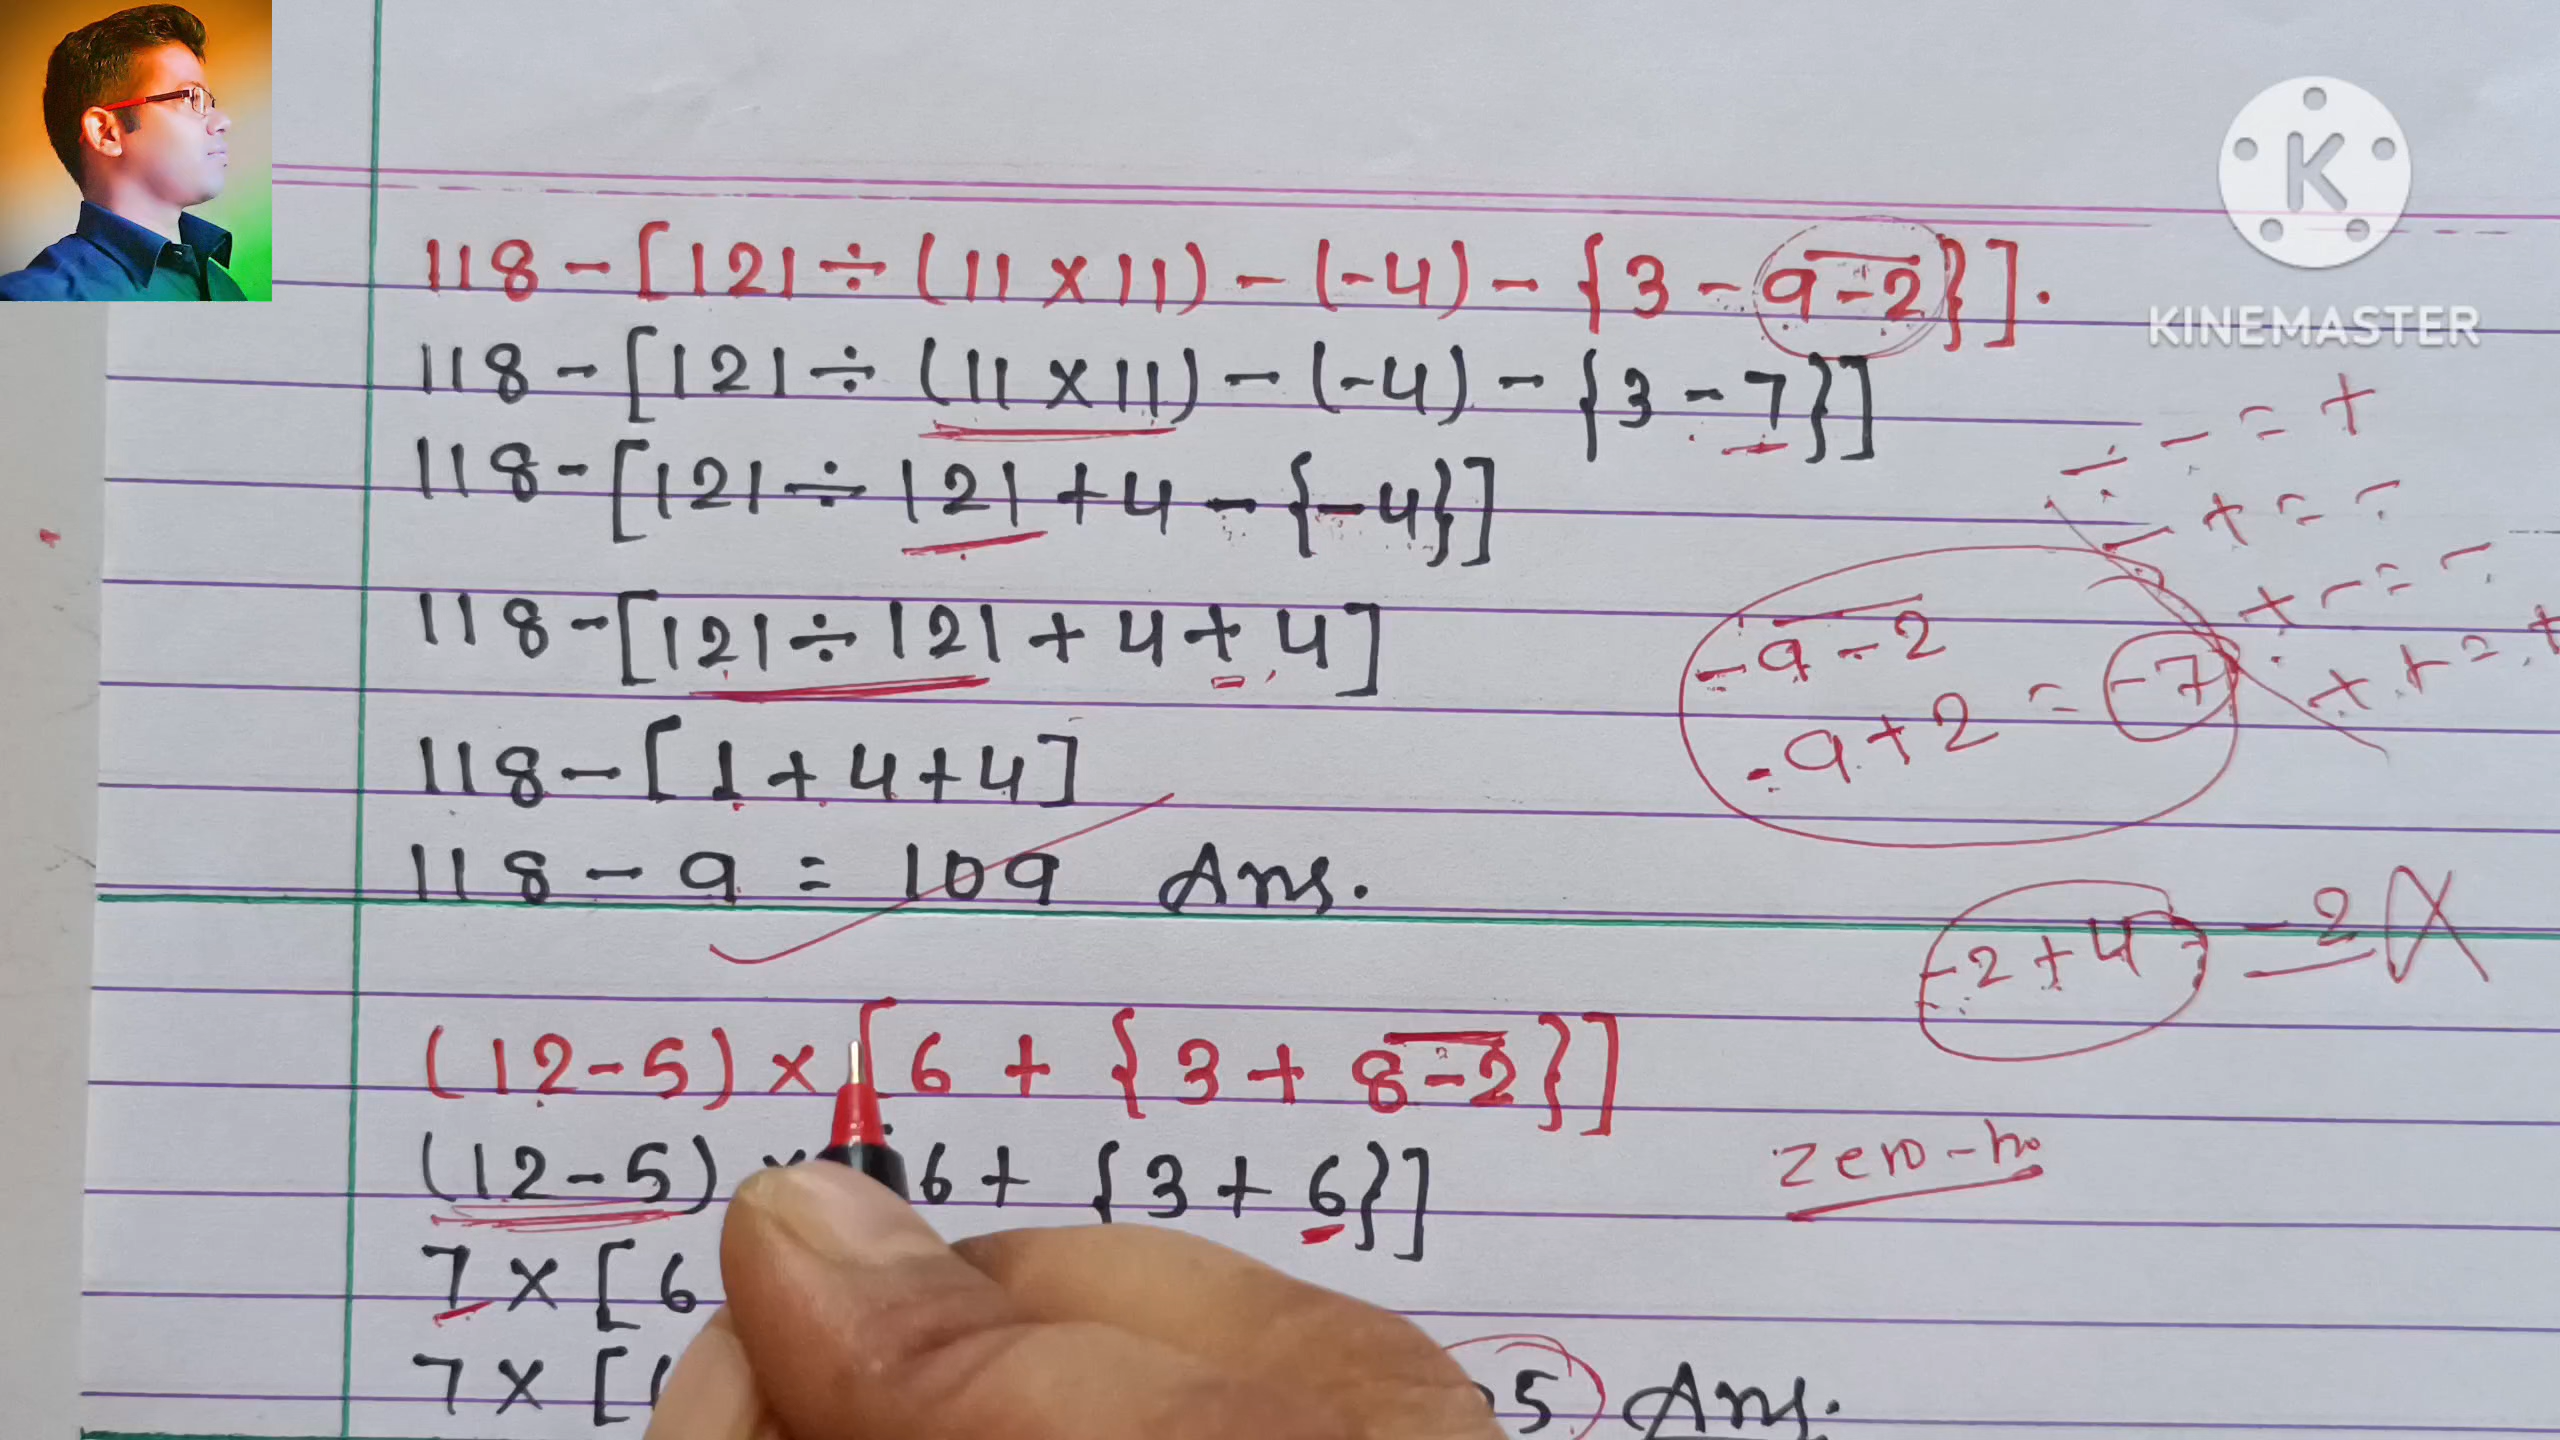 118 - [121 ÷ (11 × 11) - (-4) - {3 - 9̅-̅2̅}].
KINEMASTER
118 - [121 ÷ (11 × 11) - (-4) - {3 - 7}]
- - = +
118 - [121 ÷ 121 + 4 - {-4}]
- + = -
+ - = -
118 - [121 ÷ 121 + 4 + 4]
-9̅-̅2̅
+ + = +
-9+2 = -7
118 - [1 + 4 + 4]
118 - 9 = 109 Ans.
-2+4 -2
(12-5) × [6 + {3 + 8̅-̅2̅}]
zero-
(12-5) × 6 + {3 + 6}]
7 × [6
7 × [ 5 Ans.